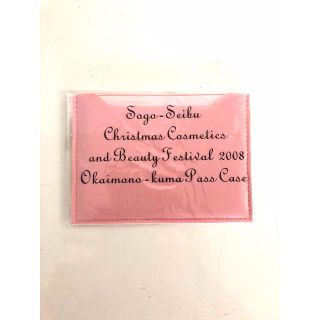 Sogo-Seibu
Christmas Cosmetics
and Beauty Festival 2008
Okaimono-kuma Pass Case